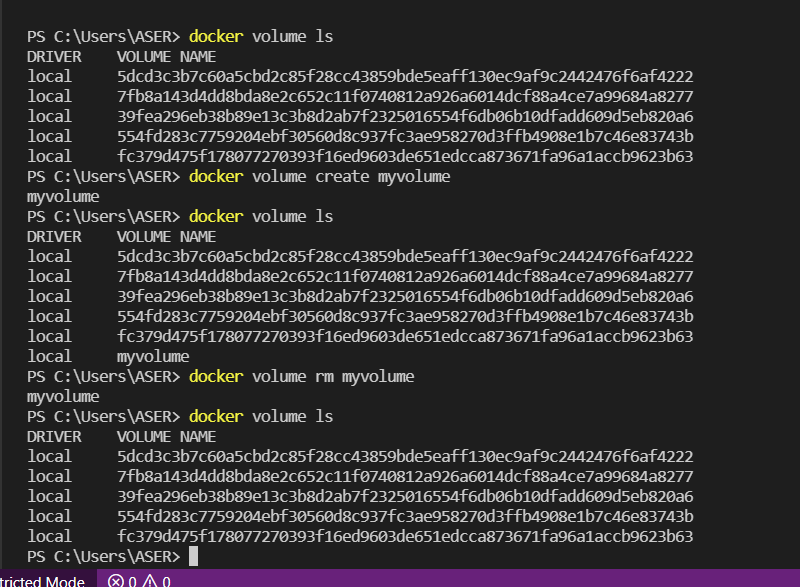 PS C:\Users\ASER> docker volume ls
DRIVER    VOLUME NAME
local     5dcd3c3b7c60a5cbd2c85f28cc43859bde5eaff130ec9af9c2442476f6af4222
local     7fb8a143d4dd8bda8e2c652c11f0740812a926a6014dcf88a4ce7a99684a8277
local     39fea296eb38b89e13c3b8d2ab7f2325016554f6db06b10dfadd609d5eb820a6
local     554fd283c7759204ebf30560d8c937fc3ae958270d3ffb4908e1b7c46e83743b
local     fc379d475f178077270393f16ed9603de651edcca873671fa96a1accb9623b63
PS C:\Users\ASER> docker volume create myvolume
myvolume
PS C:\Users\ASER> docker volume ls
DRIVER    VOLUME NAME
local     5dcd3c3b7c60a5cbd2c85f28cc43859bde5eaff130ec9af9c2442476f6af4222
local     7fb8a143d4dd8bda8e2c652c11f0740812a926a6014dcf88a4ce7a99684a8277
local     39fea296eb38b89e13c3b8d2ab7f2325016554f6db06b10dfadd609d5eb820a6
local     554fd283c7759204ebf30560d8c937fc3ae958270d3ffb4908e1b7c46e83743b
local     fc379d475f178077270393f16ed9603de651edcca873671fa96a1accb9623b63
local     myvolume
PS C:\Users\ASER> docker volume rm myvolume
myvolume
PS C:\Users\ASER> docker volume ls
DRIVER    VOLUME NAME
local     5dcd3c3b7c60a5cbd2c85f28cc43859bde5eaff130ec9af9c2442476f6af4222
local     7fb8a143d4dd8bda8e2c652c11f0740812a926a6014dcf88a4ce7a99684a8277
local     39fea296eb38b89e13c3b8d2ab7f2325016554f6db06b10dfadd609d5eb820a6
local     554fd283c7759204ebf30560d8c937fc3ae958270d3ffb4908e1b7c46e83743b
local     fc379d475f178077270393f16ed9603de651edcca873671fa96a1accb9623b63
PS C:\Users\ASER>
tricted Mode 0 0